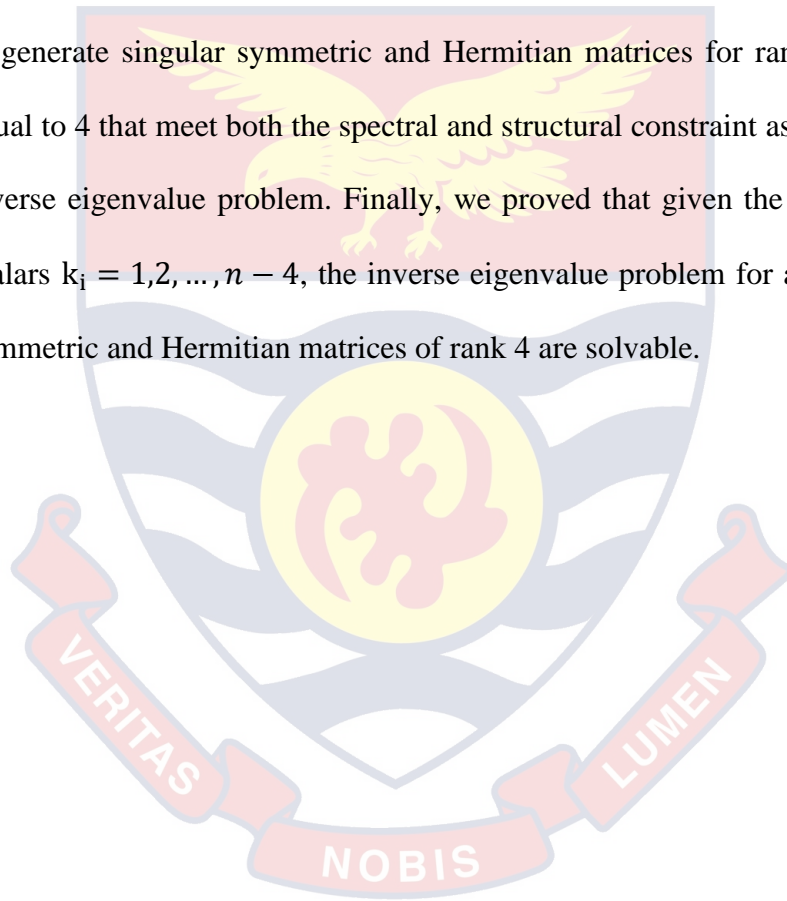 generate singular symmetric and Hermitian matrices for ran
ual to 4 that meet both the spectral and structural constraint as
verse eigenvalue problem. Finally, we proved that given the
alars kᵢ = 1,2, … , n − 4, the inverse eigenvalue problem for a
mmetric and Hermitian matrices of rank 4 are solvable.
VERITAS
NOBIS
LUMEN